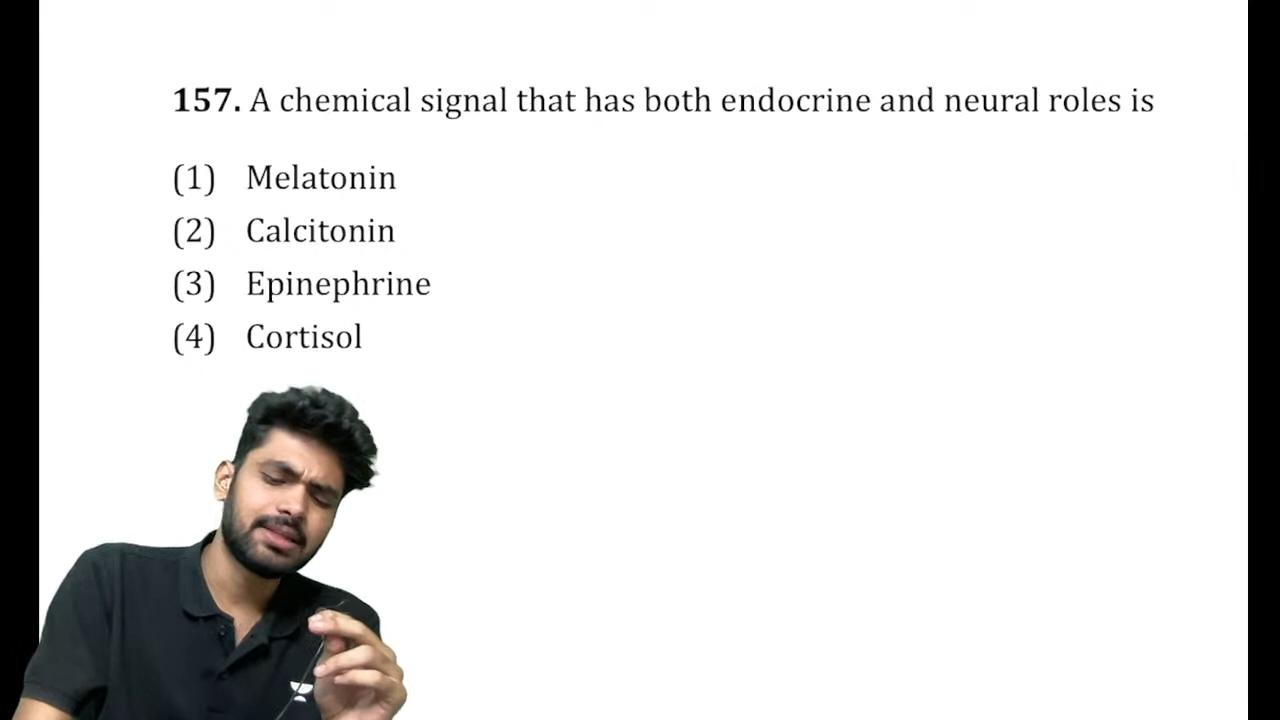 157. A chemical signal that has both endocrine and neural roles is
(1) Melatonin
(2) Calcitonin
(3) Epinephrine
(4) Cortisol